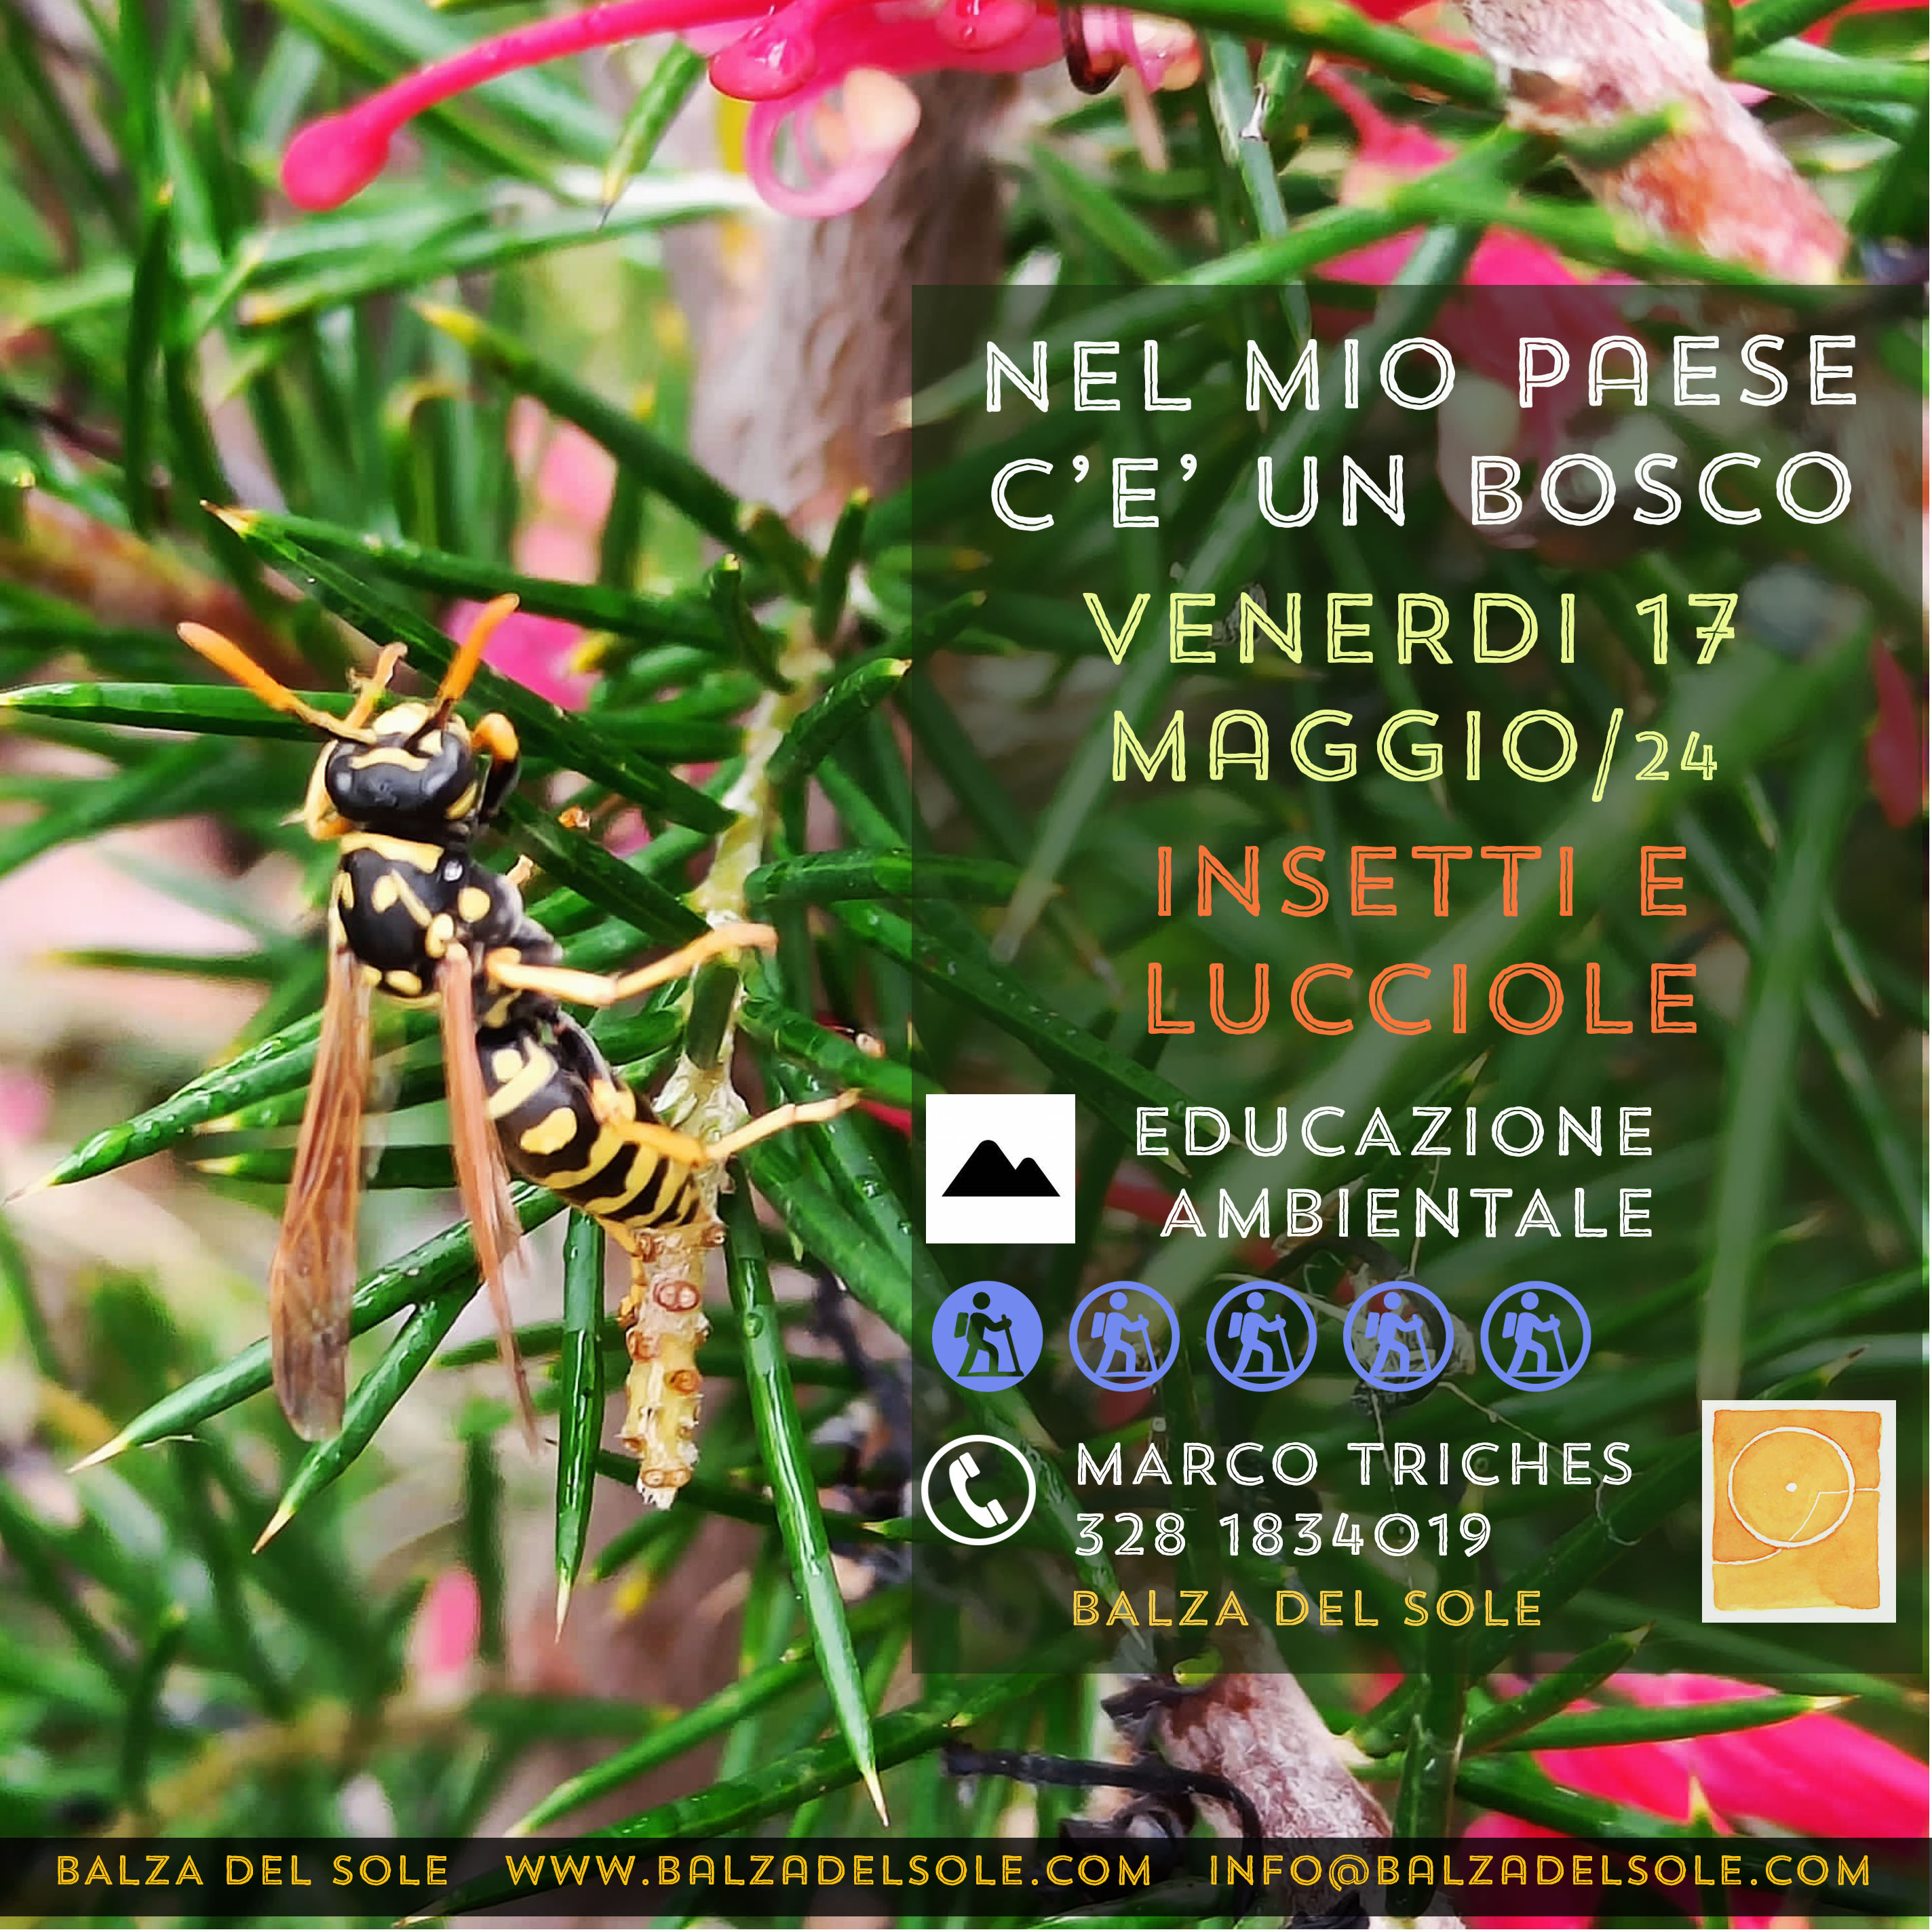 NEL MIO PAESE
C'E' UN BOSCO
VENERDI 17
MAGGIO/24
INSETTI E
LUCCIOLE
EDUCAZIONE
AMBIENTALE
MARCO TRICHES
328 1834019
BALZA DEL SOLE
BALZA DEL SOLE WWW.BALZADELSOLE.COM INFO@BALZADELSOLE.COM